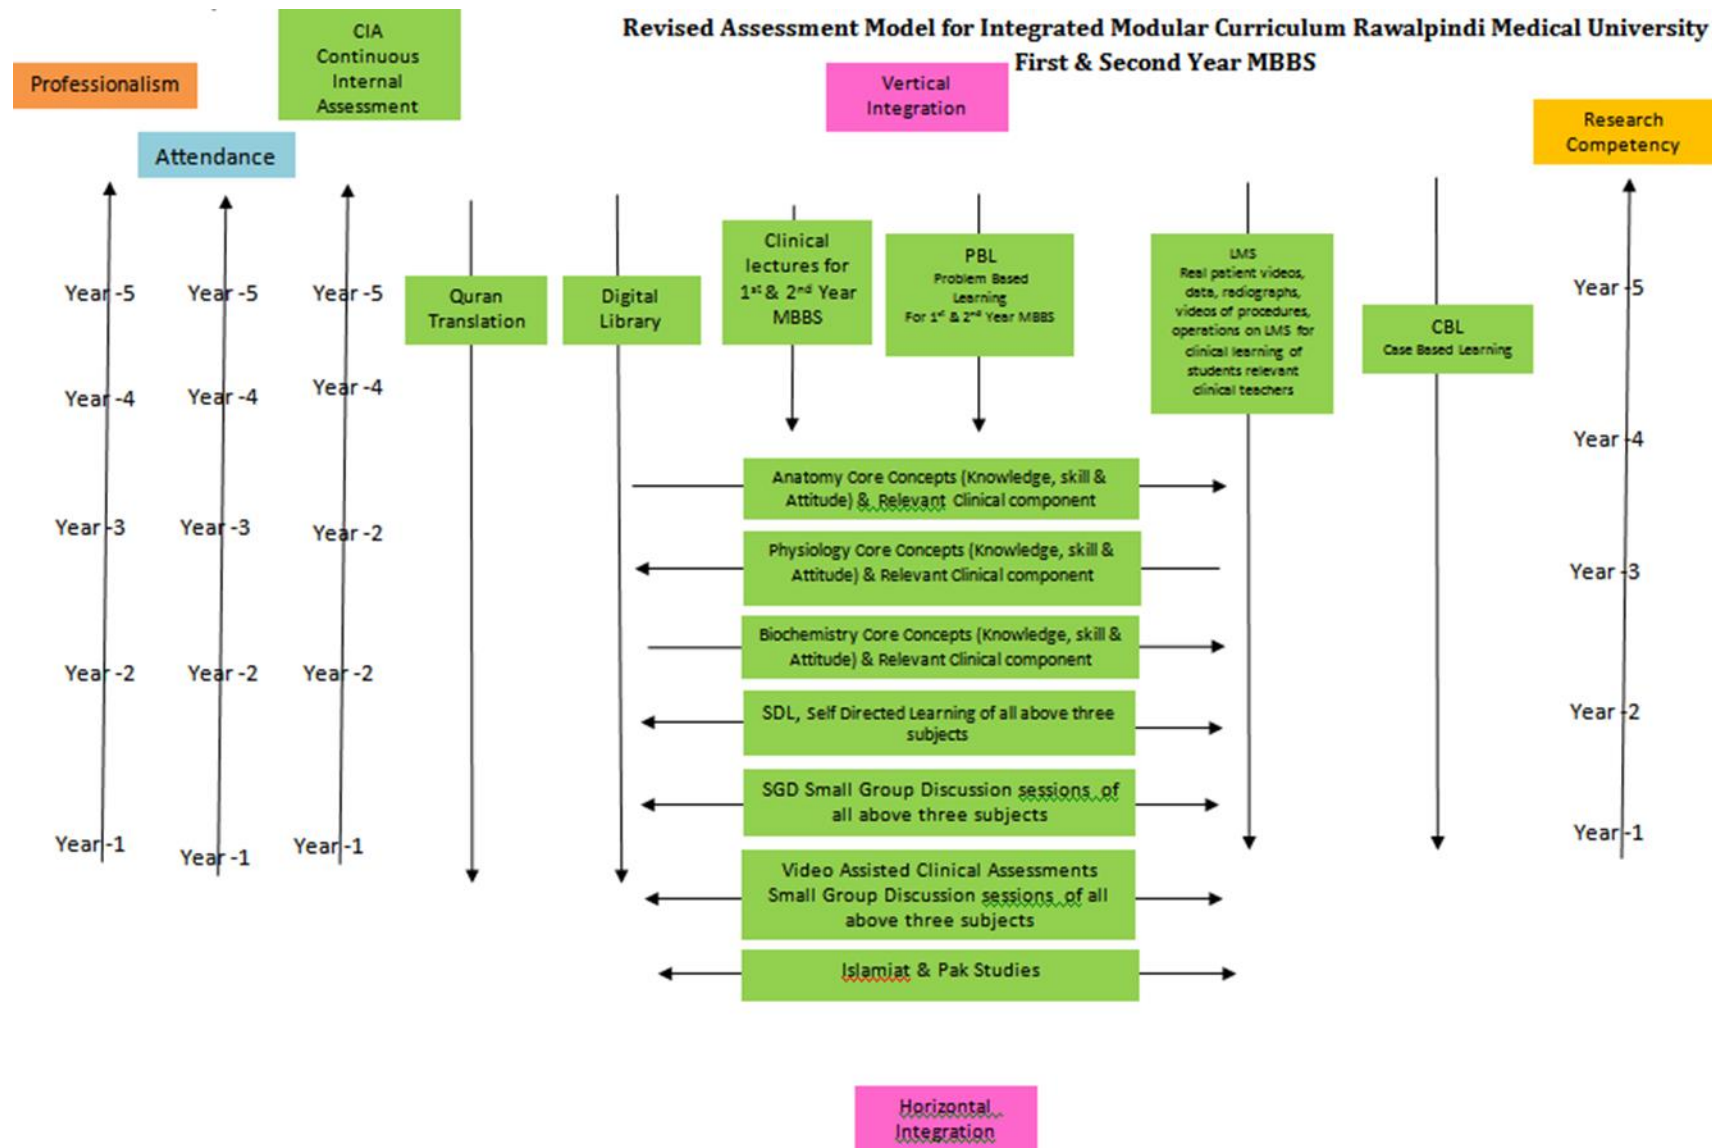 Revised Assessment Model for Integrated Modular Curriculum Rawalpindi Medical University
First & Second Year MBBS
Professionalism
Attendance
CIA
Continuous
Internal
Assessment
Vertical
Integration
Research
Competency
Year -5
Year -4
Year -3
Year -2
Year -1
Year -5
Year -4
Year -3
Year -2
Year -1
Year -5
Year -4
Year -2
Year -2
Year -1
Quran
Translation
Digital
Library
Clinical
lectures for
1st & 2nd Year
MBBS
PBL
Problem Based
Learning
For 1st & 2nd Year MBBS
LMS
Real patient videos,
data, radiographs,
videos of procedures,
operations on LMS for
clinical learning of
students relevant
clinical teachers
CBL
Case Based Learning
Year -5
Year -4
Year -3
Year -2
Year -1
Anatomy Core Concepts (Knowledge, skill &
Attitude) & Relevant Clinical component
Physiology Core Concepts (Knowledge, skill &
Attitude) & Relevant Clinical component
Biochemistry Core Concepts (Knowledge, skill &
Attitude) & Relevant Clinical component
SDL, Self Directed Learning of all above three
subjects
SGD Small Group Discussion sessions of
all above three subjects
Video Assisted Clinical Assessments
Small Group Discussion sessions of all
above three subjects
Islamiat & Pak Studies
Horizontal
Integration